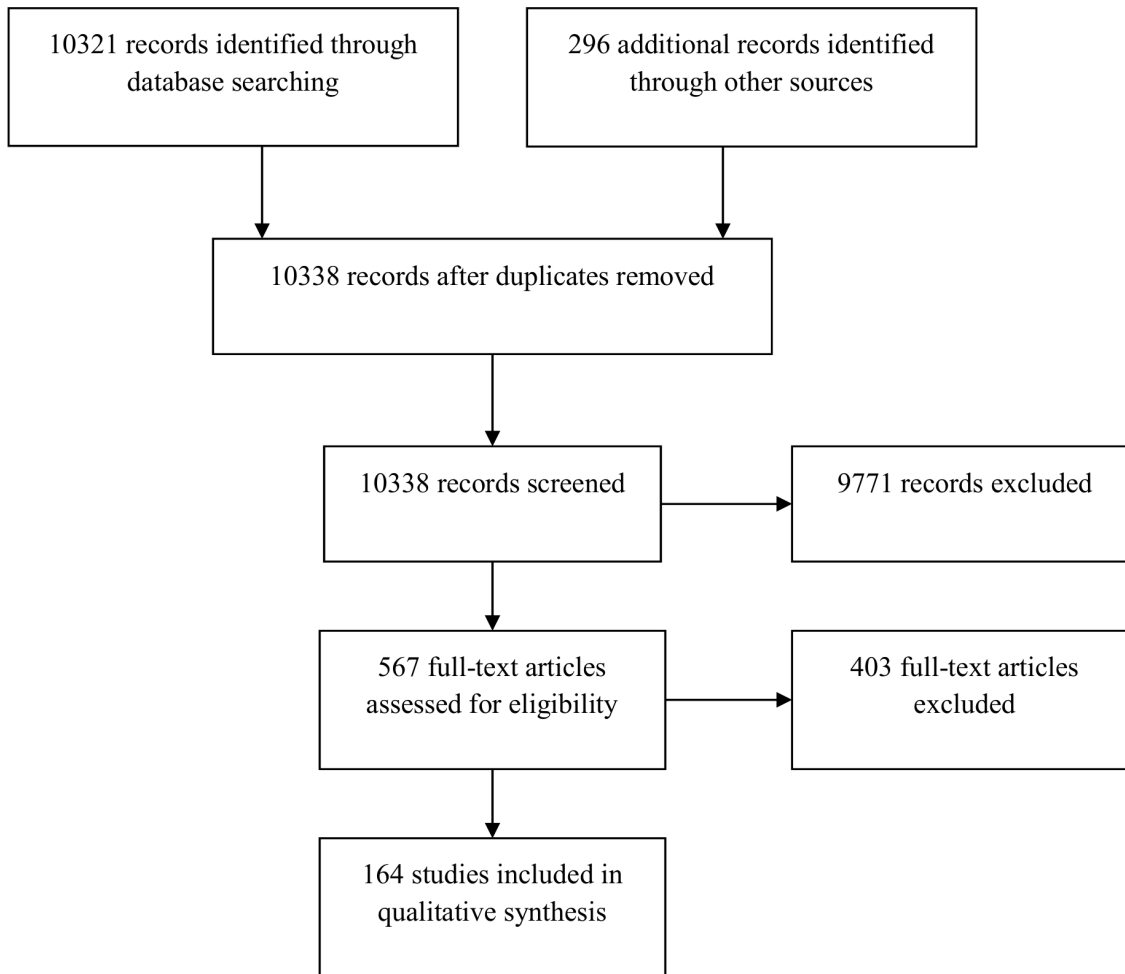 10321 records identified through
database searching
296 additional records identified
through other sources
10338 records after duplicates removed
10338 records screened
9771 records excluded
567 full-text articles
assessed for eligibility
403 full-text articles
excluded
164 studies included in
qualitative synthesis